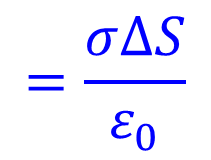 = σΔS / ε₀